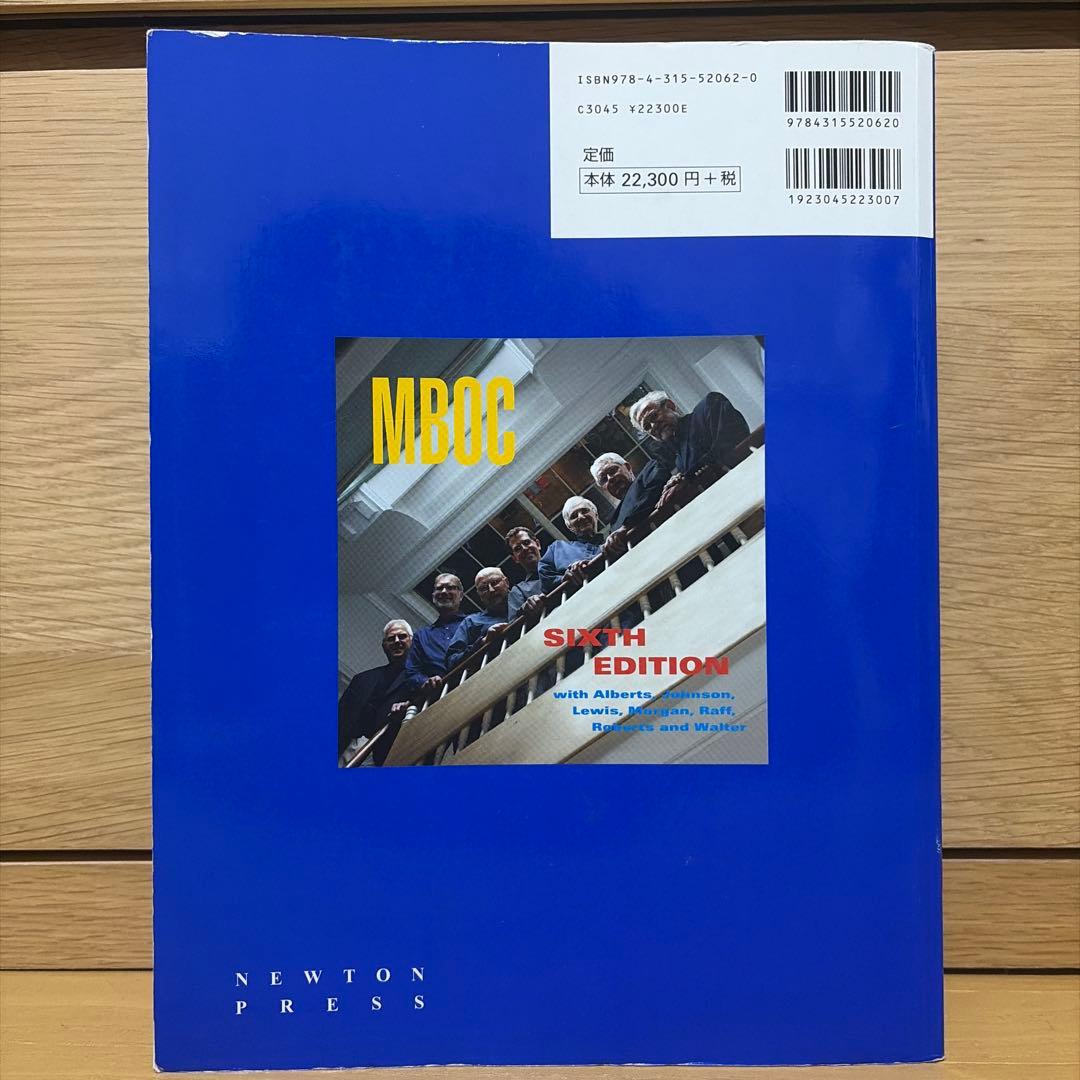 ISBN978-4-315-52062-0
C3045 ¥22300E
9784315520620
定価
本体 22,300 円+税
1923045223007
MBOC
SIXTH
EDITION
with Alberts, Johnson,
Lewis, Morgan, Raff,
Roberts and Walter
NEWTON
PRESS